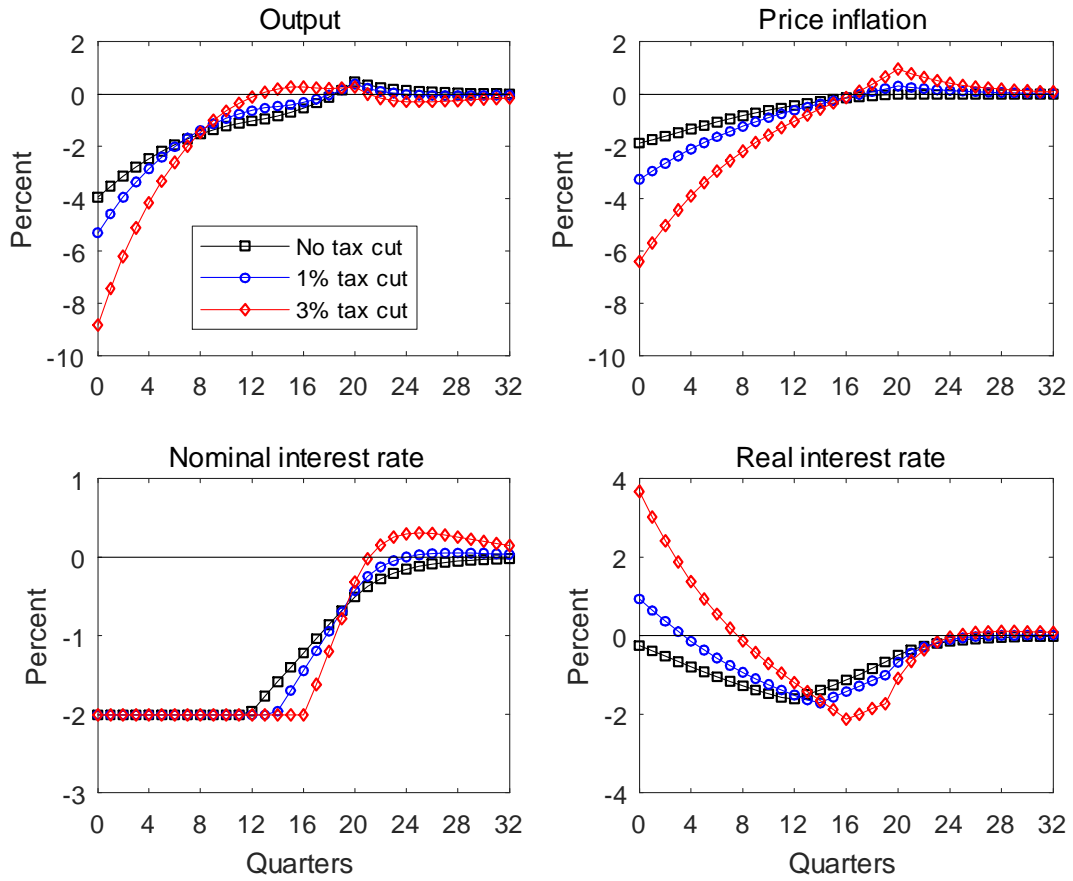 Output
Percent
2
0
-2
-4
-6
-8
-10
0 4 8 12 16 20 24 28 32
No tax cut
1% tax cut
3% tax cut
Price inflation
Percent
2
0
-2
-4
-6
-8
-10
0 4 8 12 16 20 24 28 32
Nominal interest rate
Percent
1
0
-1
-2
-3
0 4 8 12 16 20 24 28 32
Quarters
Real interest rate
Percent
4
2
0
-2
-4
0 4 8 12 16 20 24 28 32
Quarters